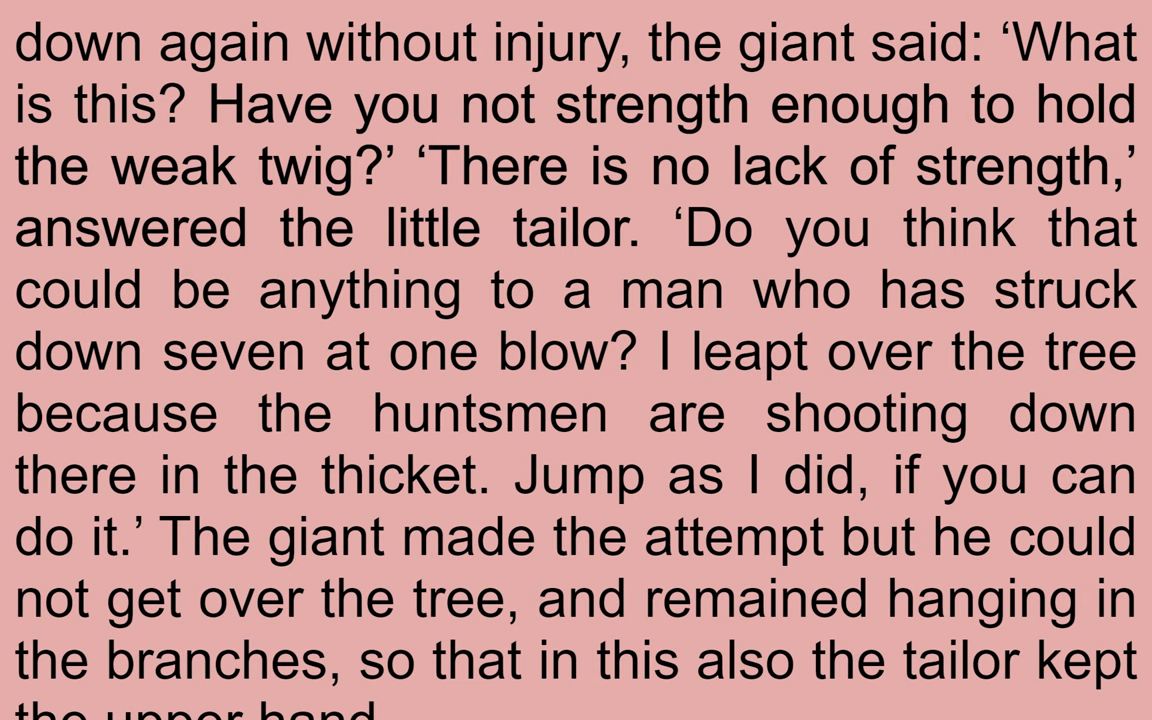 down again without injury, the giant said: ‘What
is this? Have you not strength enough to hold
the weak twig?’ ‘There is no lack of strength,’
answered the little tailor. ‘Do you think that
could be anything to a man who has struck
down seven at one blow? I leapt over the tree
because the huntsmen are shooting down
there in the thicket. Jump as I did, if you can
do it.’ The giant made the attempt but he could
not get over the tree, and remained hanging in
the branches, so that in this also the tailor kept
the upper hand